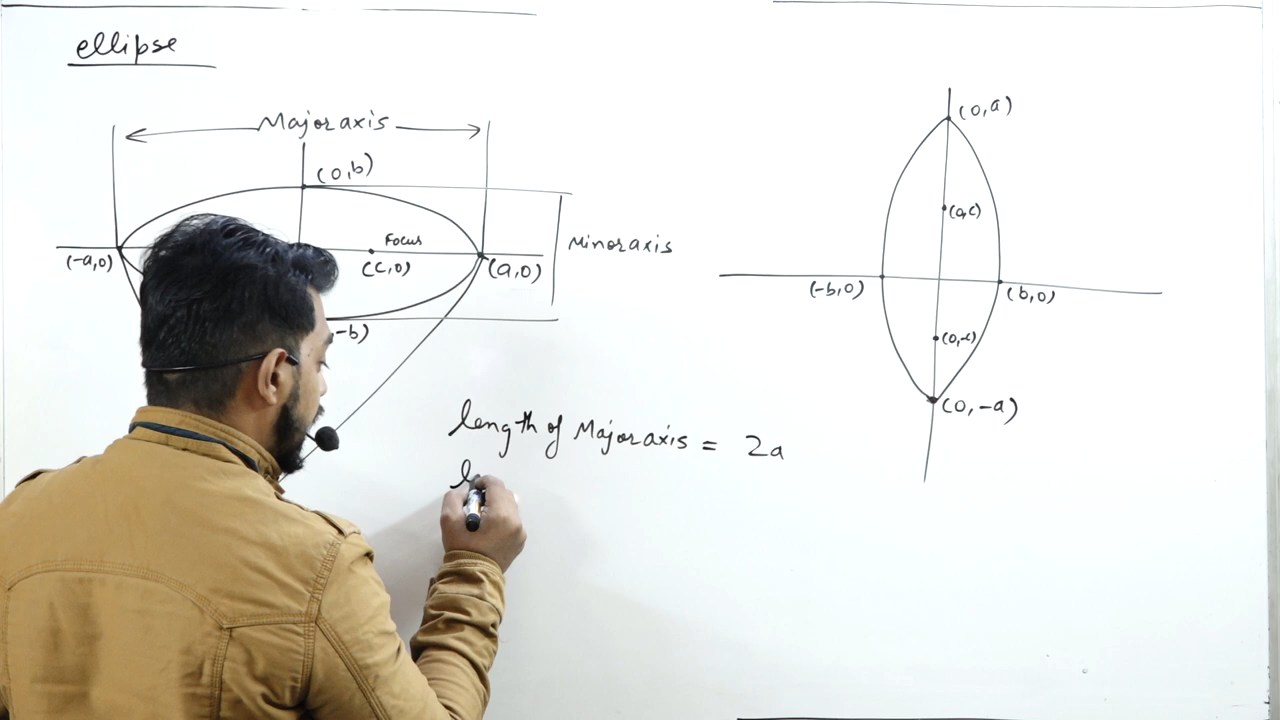 ellipse
Major axis
(0,b)
Focus
(-a,0)
(c,0)
(a,0)
Minor axis
-b)
length of Major axis = 2a
l
(0,a)
(0,c)
(-b,0)
(b,0)
(0,-c)
(0,-a)